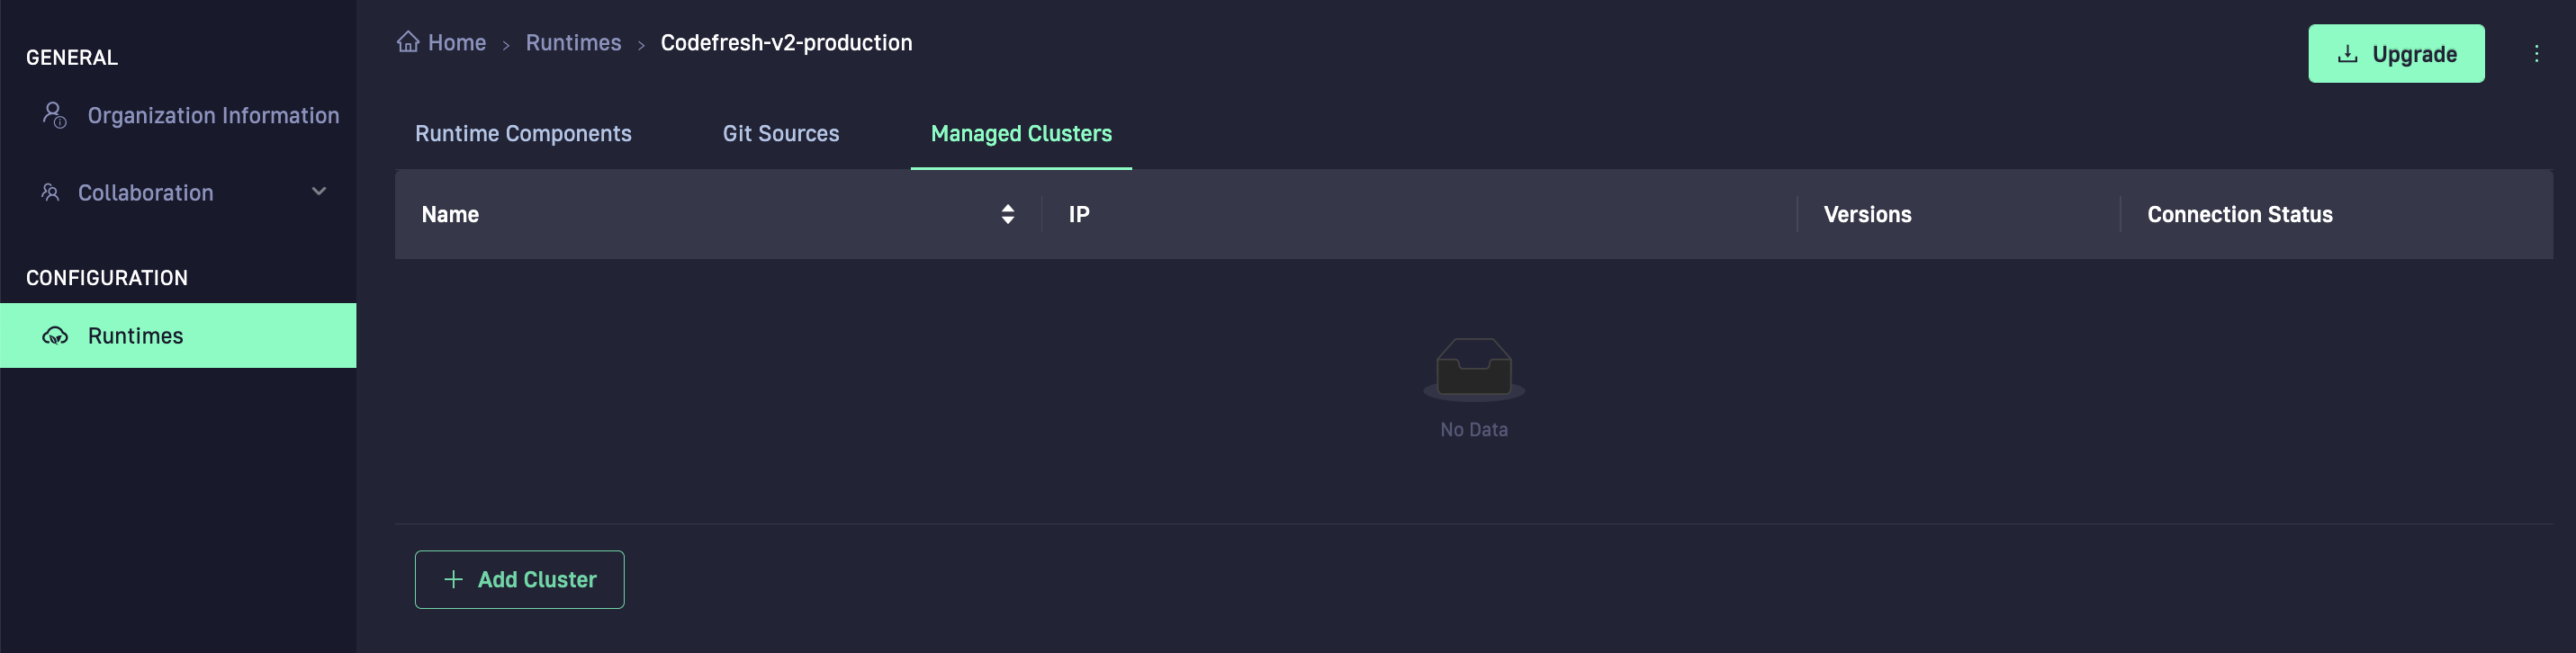 GENERAL
Organization Information
Collaboration
CONFIGURATION
Runtimes
Home > Runtimes > Codefresh-v2-production
Upgrade
Runtime Components Git Sources Managed Clusters
Name IP Versions Connection Status
No Data
+ Add Cluster